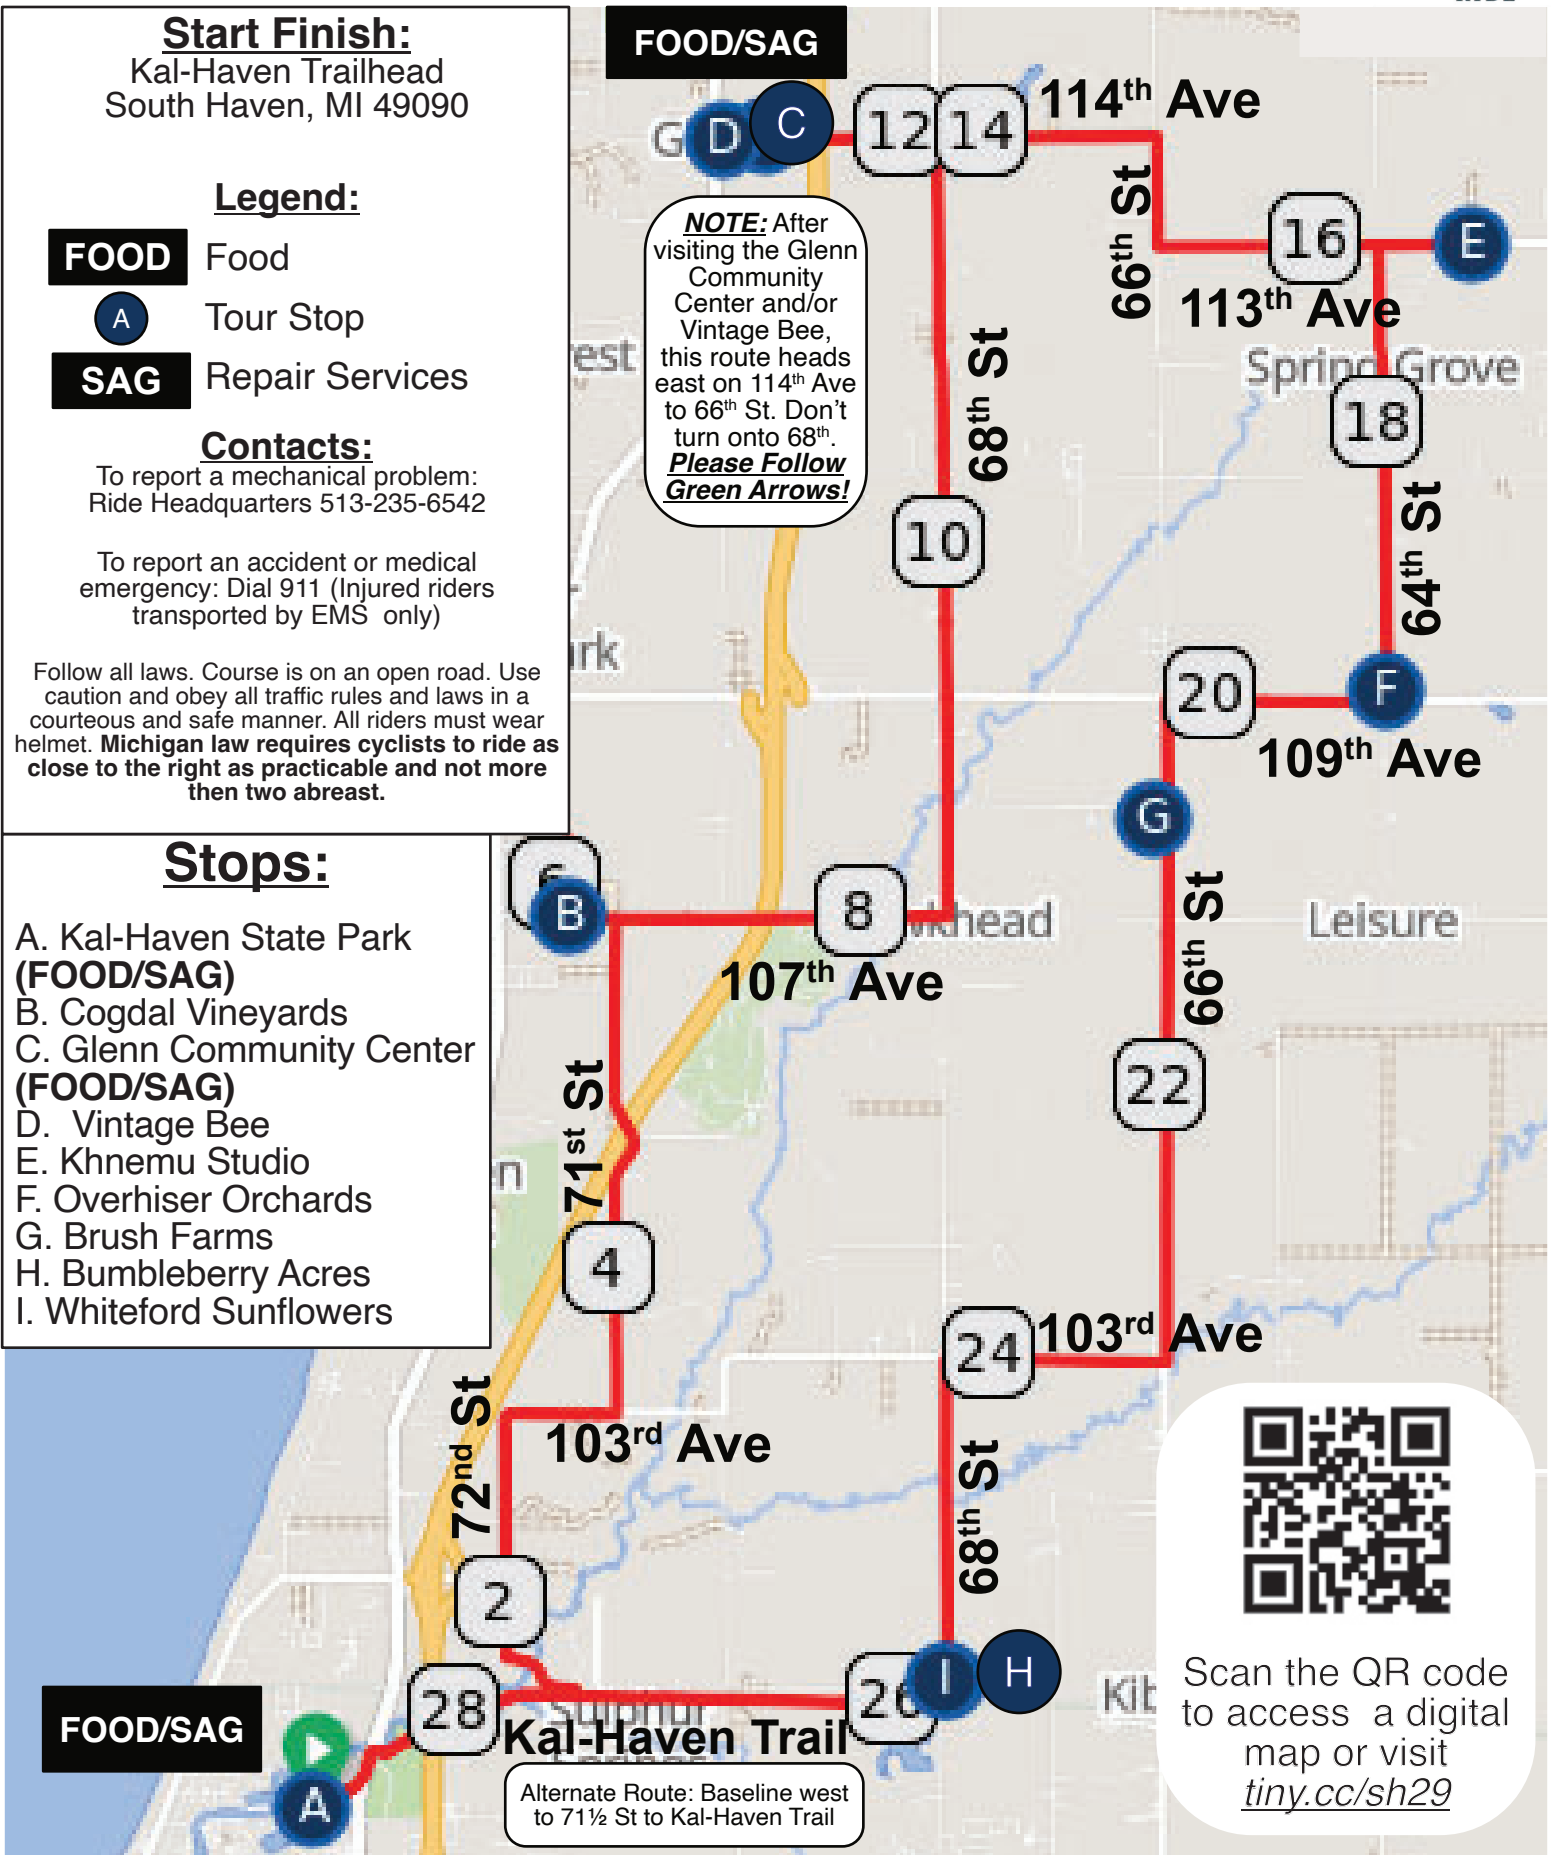 Start Finish:
Kal-Haven Trailhead
South Haven, MI 49090
Legend:
FOOD Food
A Tour Stop
SAG Repair Services
Contacts:
To report a mechanical problem:
Ride Headquarters 513-235-6542
To report an accident or medical
emergency: Dial 911 (Injured riders
transported by EMS only)
Follow all laws. Course is on an open road. Use
caution and obey all traffic rules and laws in a
courteous and safe manner. All riders must wear
helmet. Michigan law requires cyclists to ride as
close to the right as practicable and not more
then two abreast.
Stops:
A. Kal-Haven State Park
(FOOD/SAG)
B. Cogdal Vineyards
C. Glenn Community Center
(FOOD/SAG)
D. Vintage Bee
E. Khnemu Studio
F. Overhiser Orchards
G. Brush Farms
H. Bumbleberry Acres
I. Whiteford Sunflowers
FOOD/SAG
G D C 12 14 114th Ave
NOTE: After
visiting the Glenn
Community
Center and/or
Vintage Bee,
this route heads
east on 114th Ave
to 66th St. Don't
turn onto 68th.
Please Follow
Green Arrows!
66th St
16 E
113th Ave
68th St
Spring Grove
18
rest
10
64th St
ark
20 F
109th Ave
G
6
B
8
khead
66th St
Leisure
107th Ave
71st St
22
en
4
24 103rd Ave
72nd St
103rd Ave
68th St
2
28
26 I H
Kib
Sulphur
Springs
Kal-Haven Trail
FOOD/SAG
A
Alternate Route: Baseline west
to 71½ St to Kal-Haven Trail
Scan the QR code
to access a digital
map or visit
tiny.cc/sh29